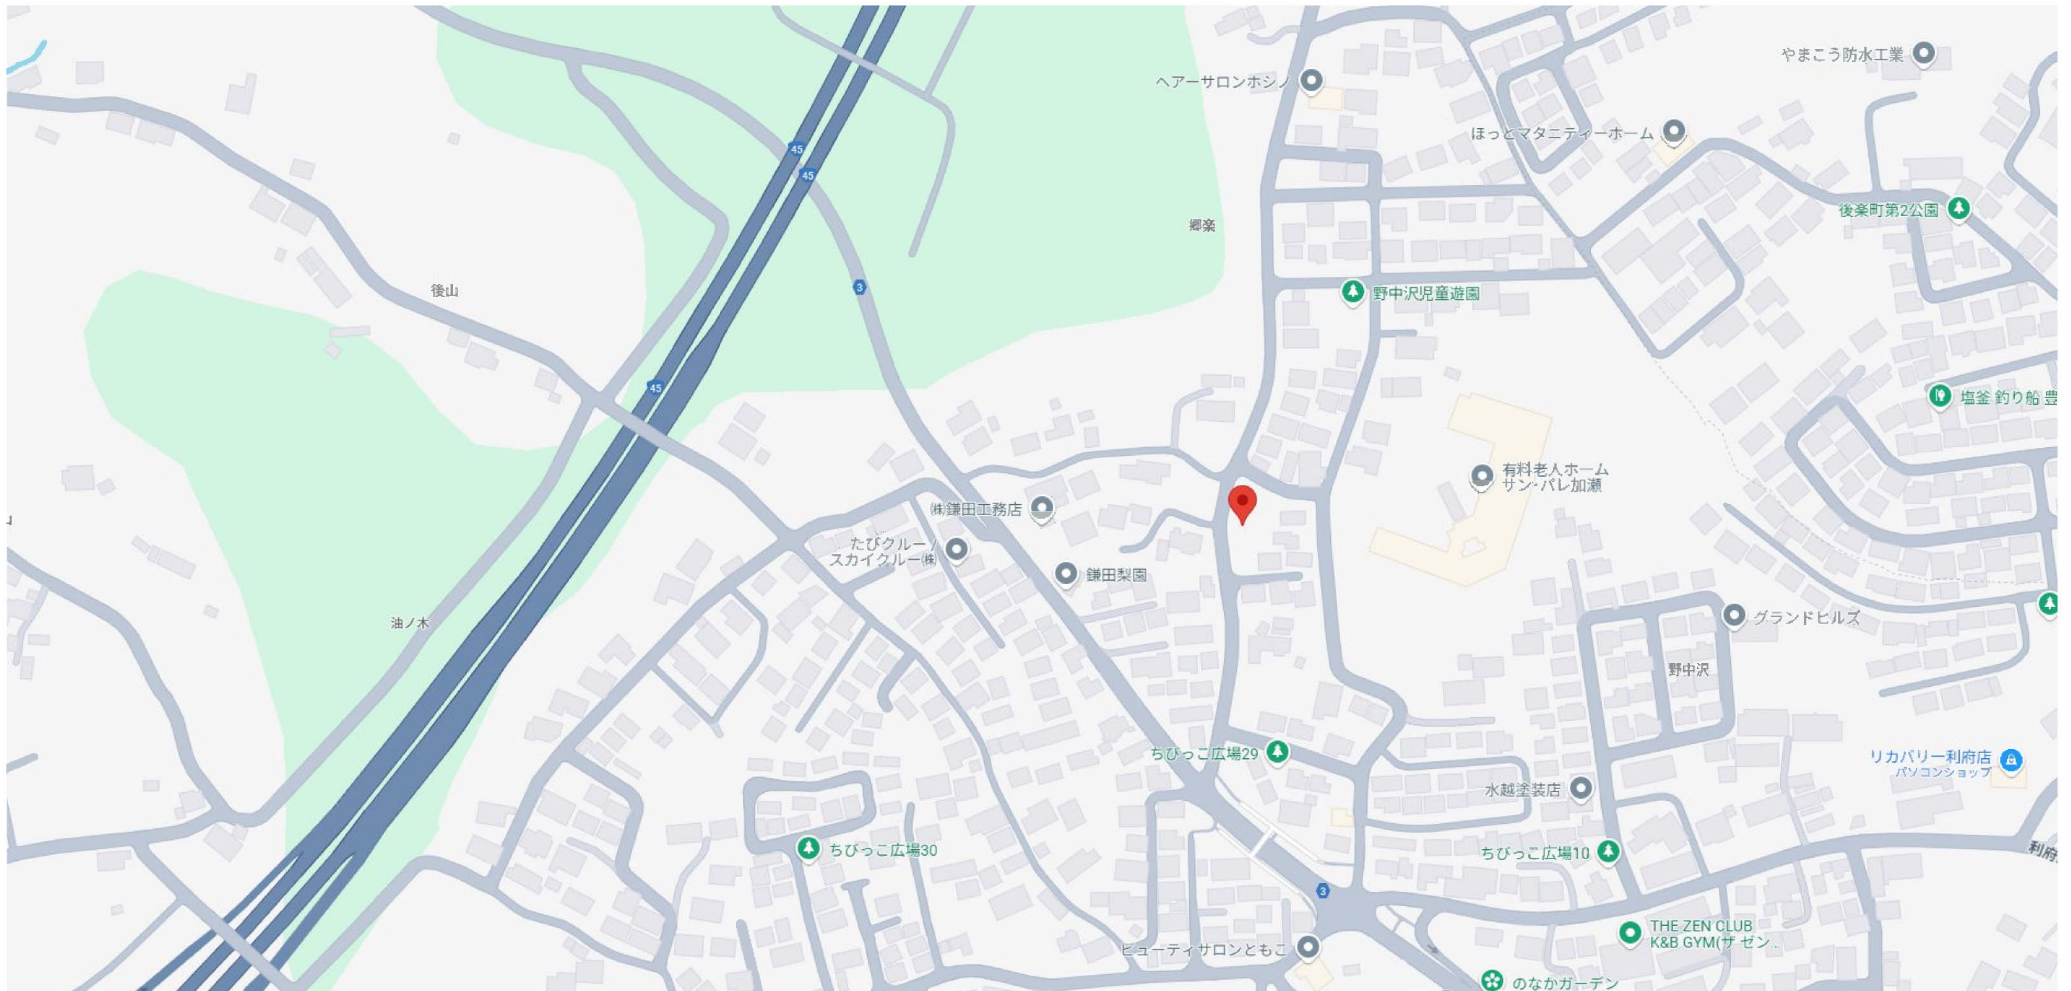 やまこう防水工業
ヘアーサロンホシノ
ほっとマタニティーホーム
45
45
後楽町第2公園
郷楽
3
後山
野中沢児童遊園
45
塩釜 釣り船 豊
有料老人ホーム
サン・パレ加瀬
㈱鎌田工務店
たびクルー /
スカイクルー㈱
鎌田梨園
油ノ木
グランドヒルズ
野中沢
ちびっこ広場29
リカバリー利府店
パソコンショップ
水越塗装店
ちびっこ広場30
ちびっこ広場10
利府
3
THE ZEN CLUB
K&B GYM(ザ ゼン...
ビューティサロンともこ
のなかガーデン